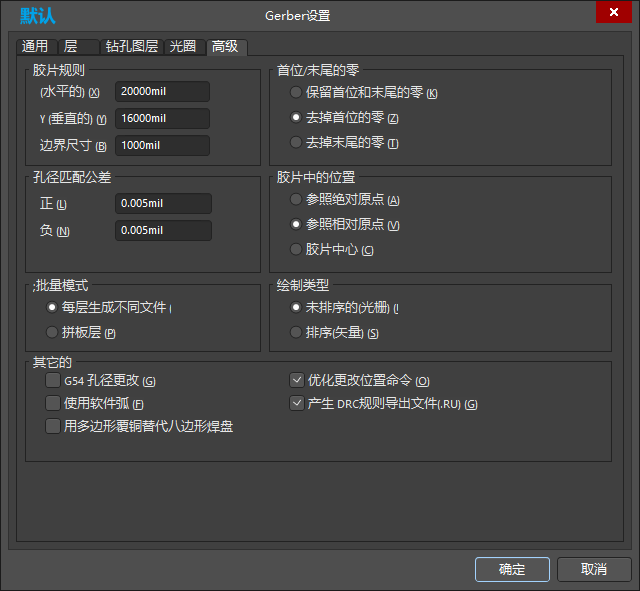 默认
Gerber设置
通用 层 钻孔图层 光圈 高级
胶片规则
(水平的) (X) 20000mil
Y (垂直的) (Y) 16000mil
边界尺寸 (B) 1000mil
首位/末尾的零
保留首位和末尾的零 (K)
去掉首位的零 (Z)
去掉末尾的零 (T)
孔径匹配公差
正 (L) 0.005mil
负 (N) 0.005mil
胶片中的位置
参照绝对原点 (A)
参照相对原点 (V)
胶片中心 (C)
;批量模式
每层生成不同文件 (
拼板层 (P)
绘制类型
未排序的(光栅) (
排序(矢量) (S)
其它的
G54 孔径更改 (G)
使用软件弧 (F)
用多边形覆铜替代八边形焊盘
优化更改位置命令 (O)
产生 DRC规则导出文件(.RU) (G)
确定 取消